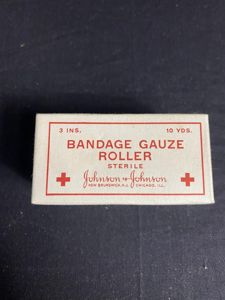 3 INS. 10 YDS.
BANDAGE GAUZE
ROLLER
STERILE
Johnson & Johnson
NEW BRUNSWICK, N.J. CHICAGO, ILL.